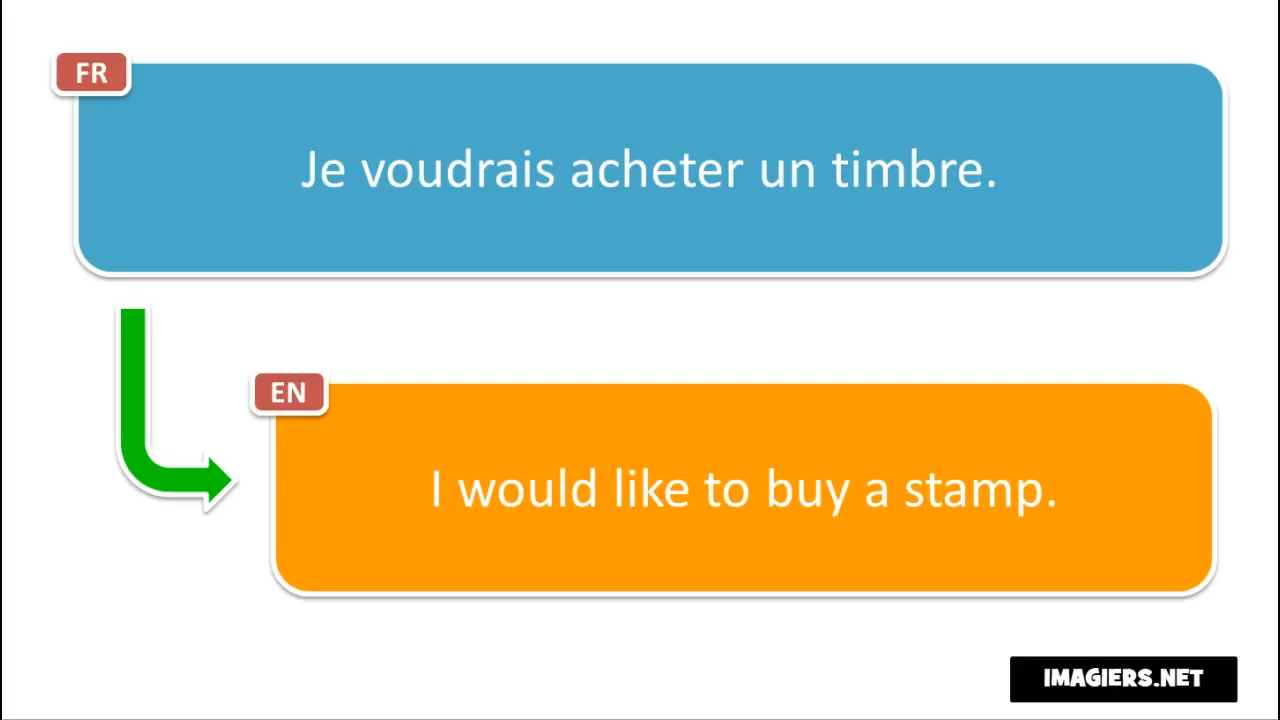 FR
Je voudrais acheter un timbre.
EN
I would like to buy a stamp.
IMAGIERS.NET